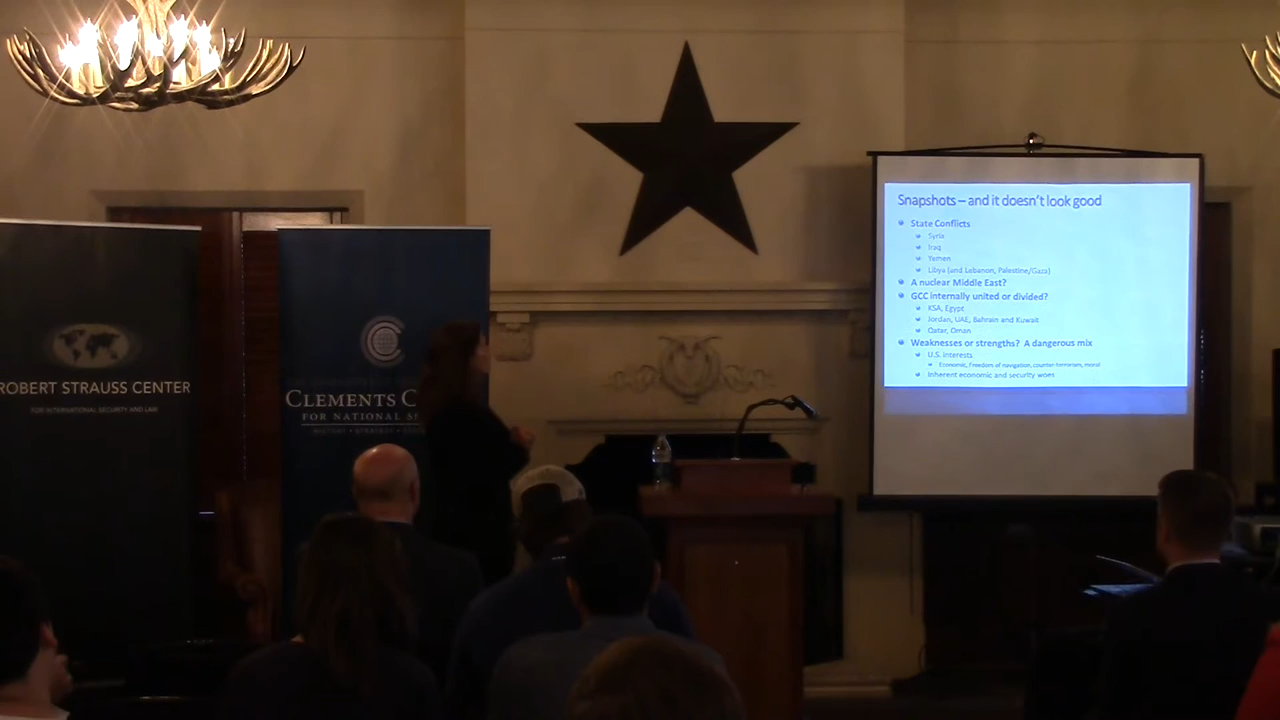 ROBERT STRAUSS CENTER
FOR INTERNATIONAL SECURITY AND LAW
CLEMENTS C
FOR NATIONAL SE
Snapshots – and it doesn't look good
State Conflicts
Syria
Iraq
Yemen
Libya (and Lebanon, Palestine/Gaza)
A nuclear Middle East?
GCC internally united or divided?
KSA, Egypt
Jordan, UAE, Bahrain and Kuwait
Qatar, Oman
Weaknesses or strengths? A dangerous mix
U.S. interests
Economic, Freedom of navigation, counter-terrorism, moral
Inherent economic and security woes